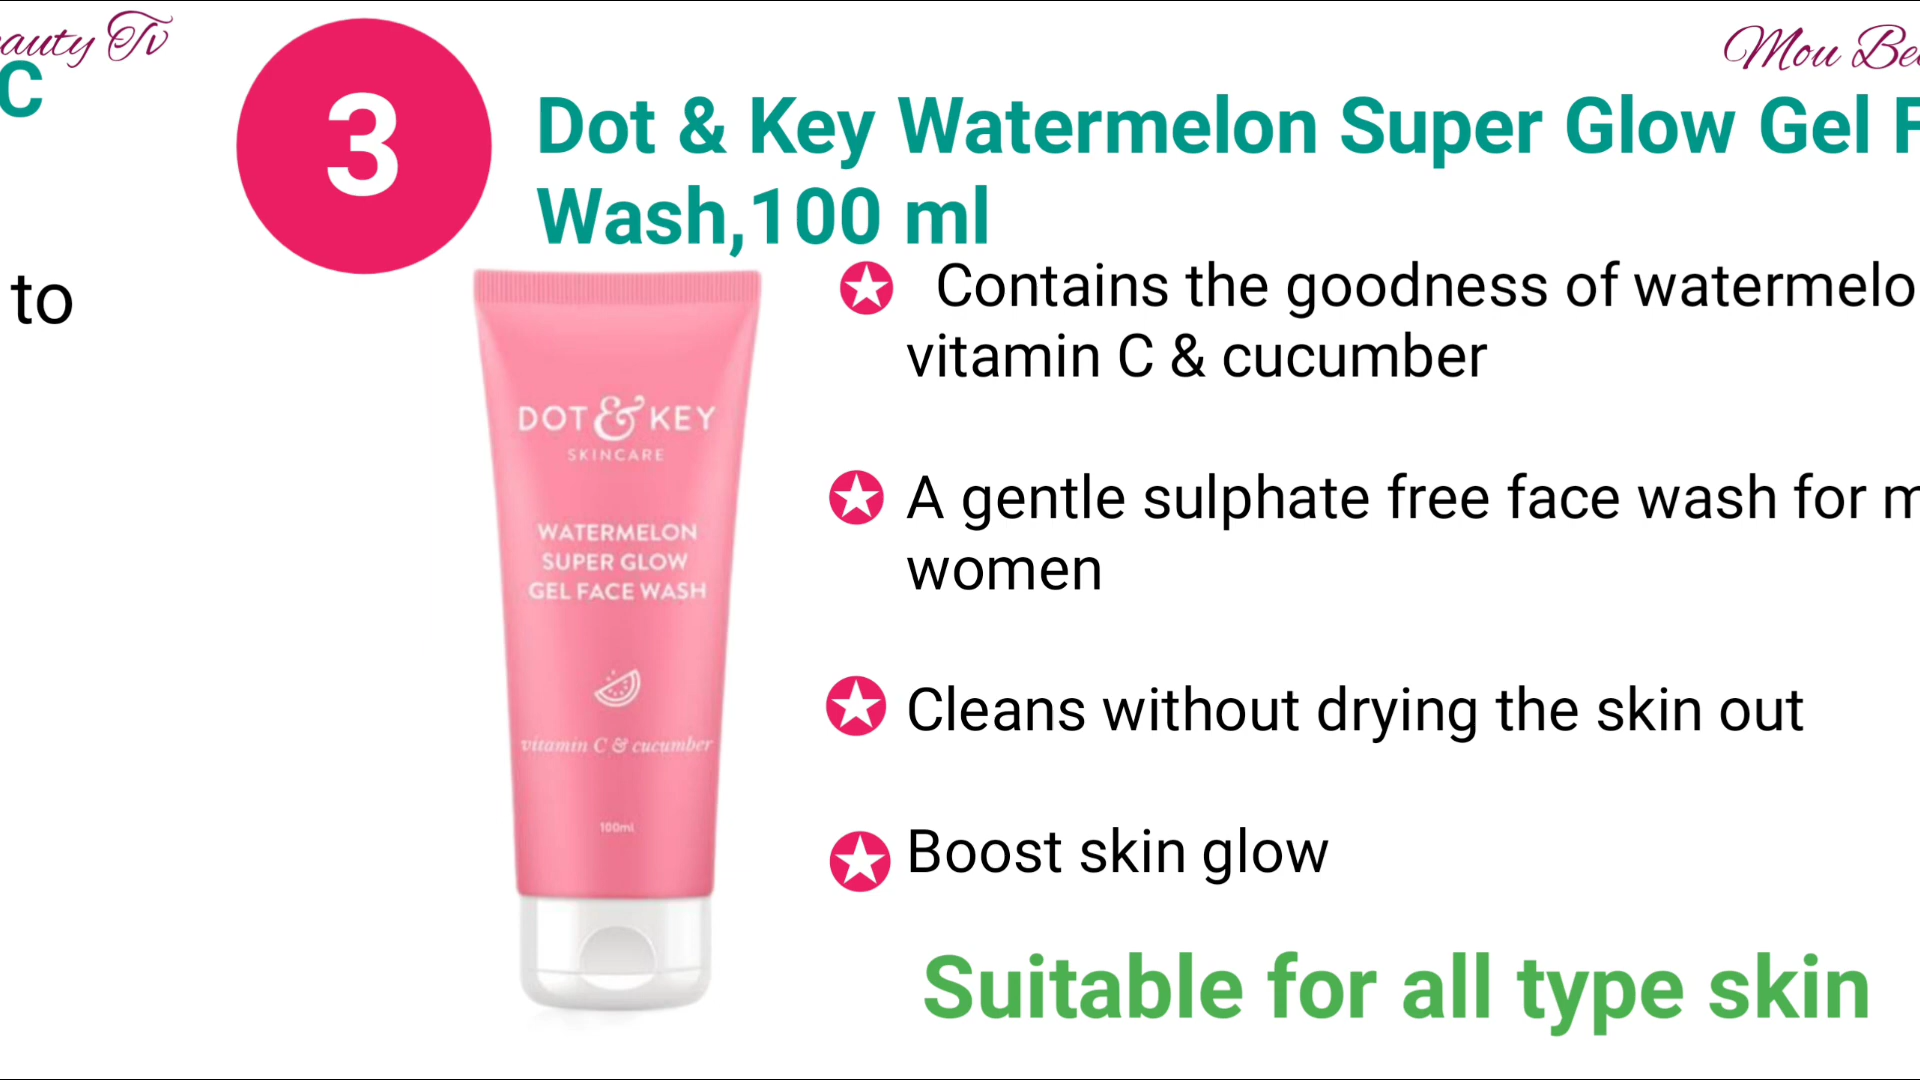 auty Tv
Mou Be
C
3
Dot & Key Watermelon Super Glow Gel F
Wash,100 ml
to
Contains the goodness of watermelo
vitamin C & cucumber
A gentle sulphate free face wash for m
women
Cleans without drying the skin out
Boost skin glow
Suitable for all type skin
DOT & KEY
SKINCARE
WATERMELON
SUPER GLOW
GEL FACE WASH
vitamin C & cucumber
100ml